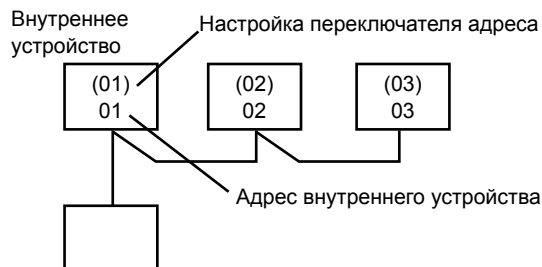 Внутреннее
устройство
Настройка переключателя адреса
(01)
01
(02)
02
(03)
03
Адрес внутреннего устройства